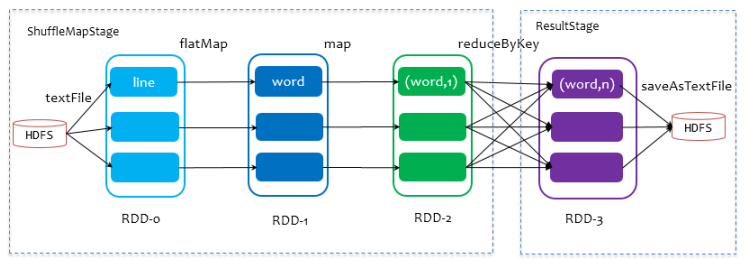 ShuffleMapStage
ResultStage
flatMap
map
reduceByKey
textFile
line
word
(word,1)
(word,n)
saveAsTextFile
HDFS
HDFS
RDD-0
RDD-1
RDD-2
RDD-3